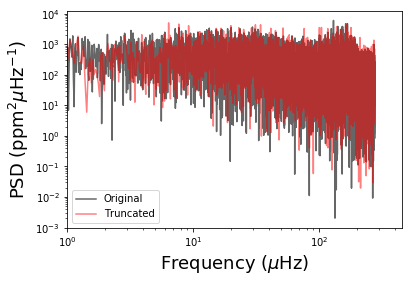 10⁴
10³
10²
10¹
10⁰
10⁻¹
10⁻²
10⁻³
PSD (ppm²μHz⁻¹)
Original
Truncated
10⁰ 10¹ 10²
Frequency (μHz)